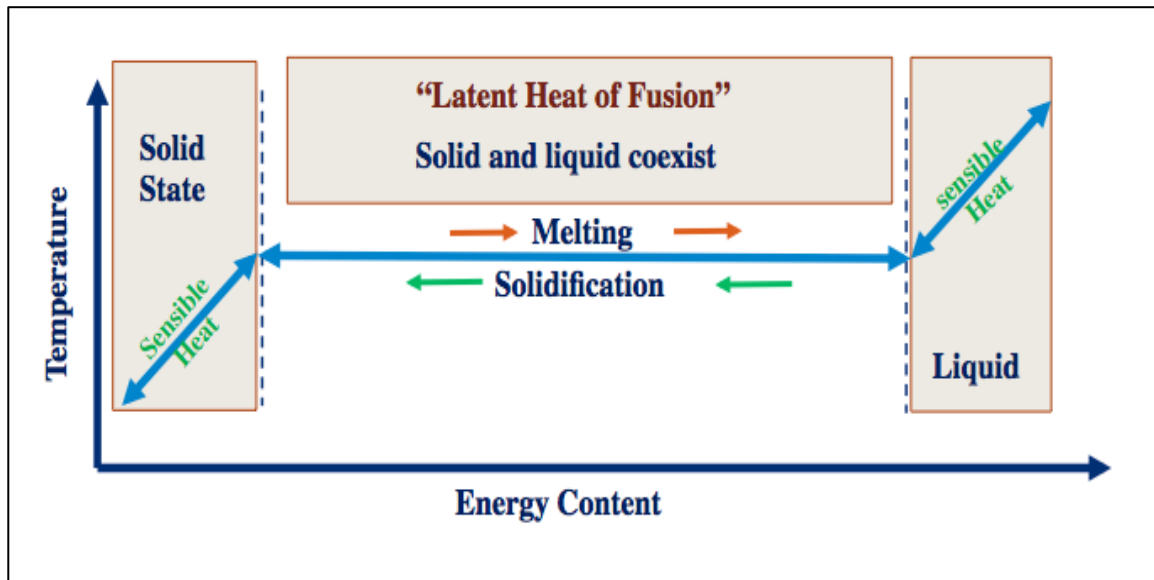 “Latent Heat of Fusion”
Solid and liquid coexist
Solid
State
Melting
Solidification
Sensible
Heat
sensible
Heat
Liquid
Temperature
Energy Content